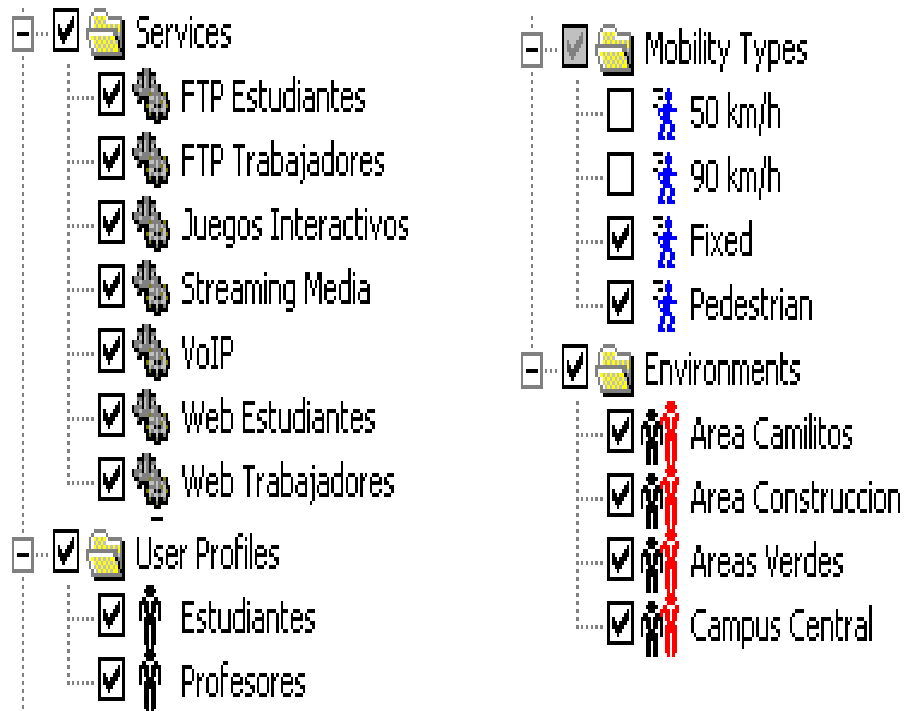 Services
FTP Estudiantes
FTP Trabajadores
Juegos Interactivos
Streaming Media
VoIP
Web Estudiantes
Web Trabajadores
User Profiles
Estudiantes
Profesores
Mobility Types
50 km/h
90 km/h
Fixed
Pedestrian
Environments
Area Camilitos
Area Construccion
Areas Verdes
Campus Central